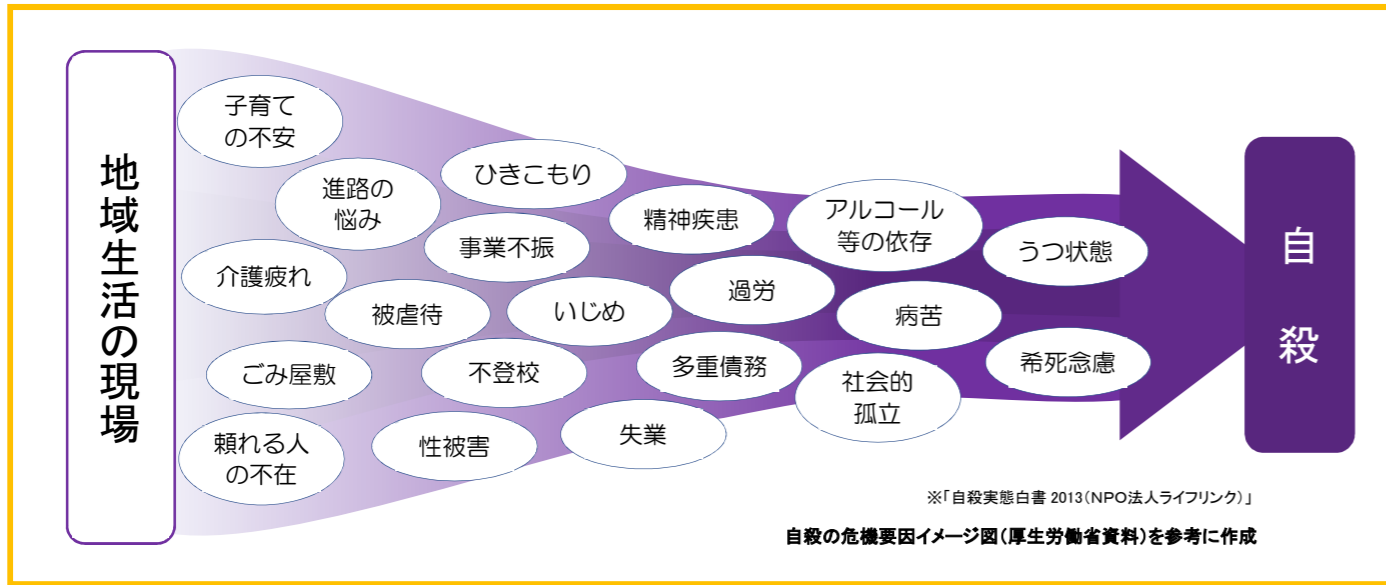 地域生活の現場
子育て
の不安
進路の
悩み
ひきこもり
精神疾患
アルコール
等の依存
うつ状態
介護疲れ
事業不振
過労
被虐待
いじめ
病苦
ごみ屋敷
不登校
多重債務
社会的
孤立
希死念慮
頼れる人
の不在
性被害
失業
自殺
※「自殺実態白書 2013(NPO法人ライフリンク)」
自殺の危機要因イメージ図(厚生労働省資料)を参考に作成